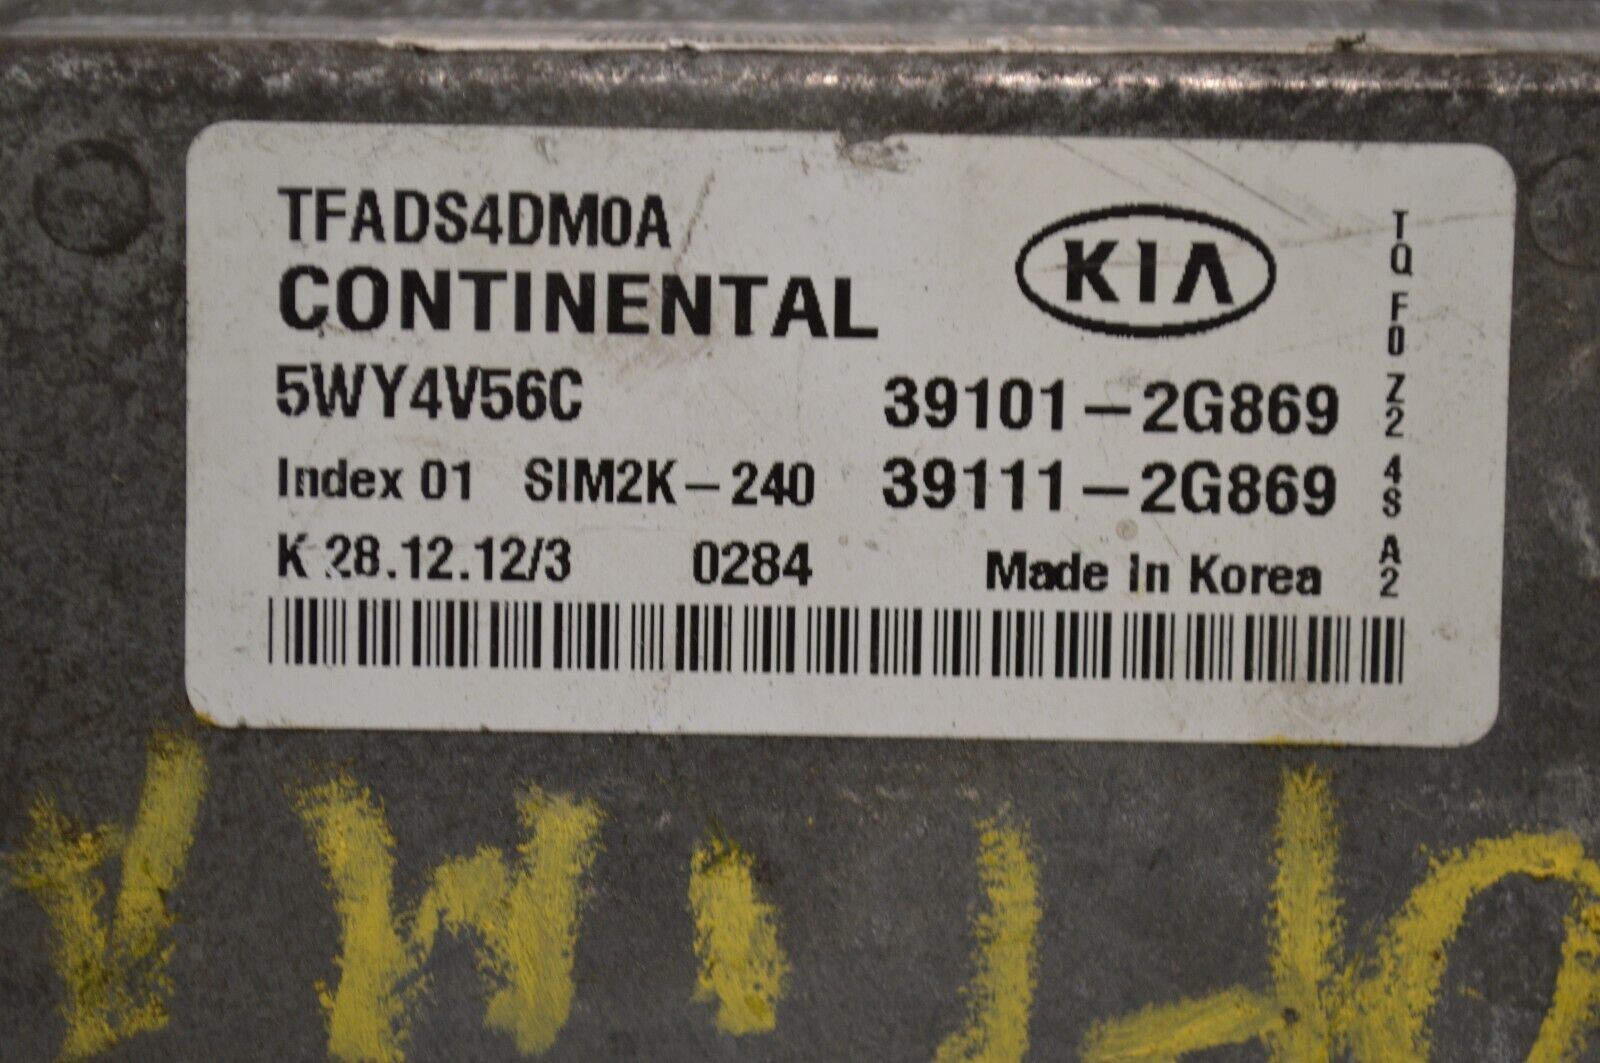 TFADS4DM0A
CONTINENTAL
KIA
5WY4V56C 39101-2G869
Index 01 SIM2K-240 39111-2G869
K 28.12.12/3 0284 Made in Korea
TQ
F0
Z2
4S
A2